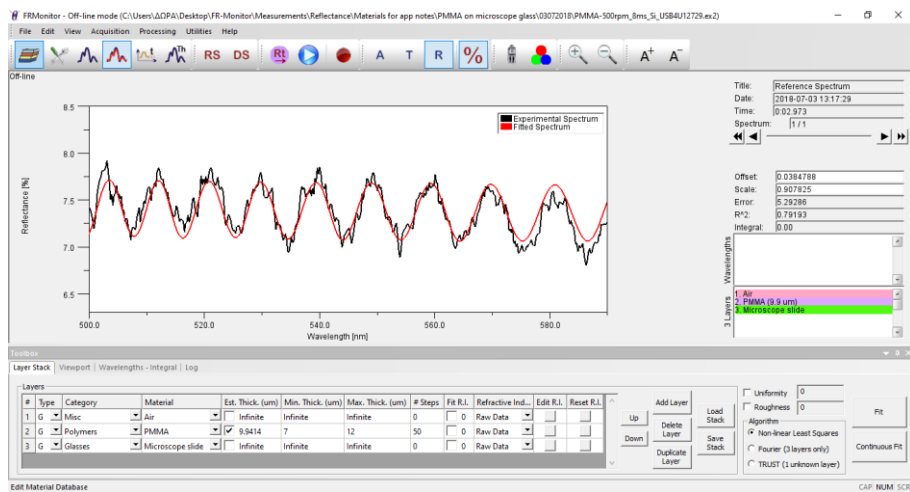 FRMonitor - Off-line mode (C:\Users\ΔΩΡΑ\Desktop\FR-Monitor\Measurements\Reflectance\Materials for app notes\PMMA on microscope glass\03072018\PMMA-500rpm_8ms_Si_USB4U12729.ex2)
File Edit View Acquisition Processing Utilities Help
Th RS DS Rt A T R % A+ A-
Off-line
8.5
8.0
7.5
7.0
6.5
Reflectance [%]
Experimental Spectrum
Fitted Spectrum
500.0 520.0 540.0 560.0 580.0
Wavelength [nm]
Title: Reference Spectrum
Date: 2018-07-03 13:17:29
Time: 0:02.973
Spectrum: 1 / 1
Offset: 0.0384788
Scale: 0.907825
Error: 5.29286
R^2: 0.79193
Integral: 0.00
Wavelengths
3 Layers
1. Air
2. PMMA (9.9 um)
3. Microscope slide
Toolbox
Layer Stack Viewport Wavelengths - Integral Log
Layers
# Type Category Material Est. Thick. (um) Min. Thick. (um) Max. Thick. (um) # Steps Fit R.I. Refractive Ind... Edit R.I. Reset R.I.
1 G Misc Air Infinite Infinite Infinite 0 0 Raw Data
2 G Polymers PMMA 9.9414 7 12 50 0 Raw Data
3 G Glasses Microscope slide Infinite Infinite Infinite 0 0 Raw Data
Up
Down
Add Layer
Delete Layer
Duplicate Layer
Load Stack
Save Stack
Uniformity 0
Roughness 0
Algorithm
Non-linear Least Squares
Fourier (3 layers only)
TRUST (1 unknown layer)
Fit
Continuous Fit
Edit Material Database
CAP NUM SCR